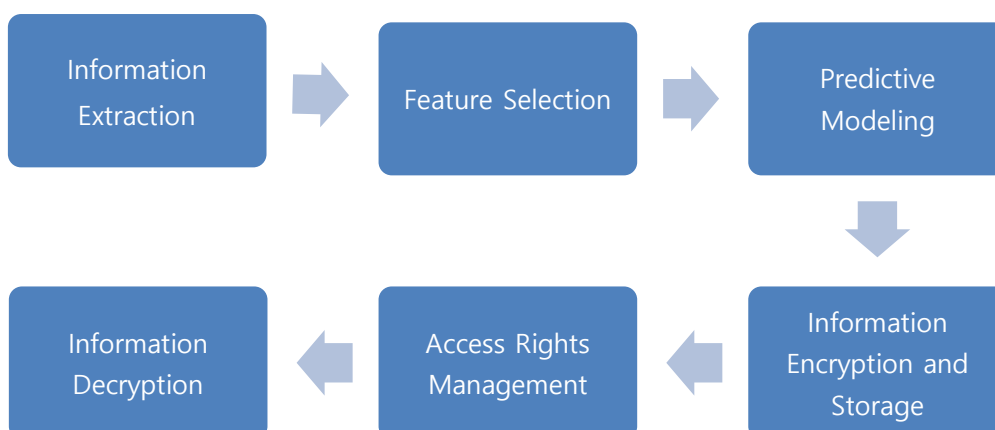 Information
Extraction
Feature Selection
Predictive
Modeling
Information
Encryption and
Storage
Access Rights
Management
Information
Decryption